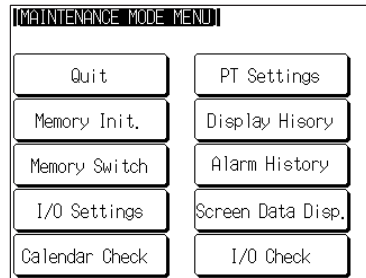 [MAINTENANCE MODE MENU]
Quit
PT Settings
Memory Init.
Display Hisory
Memory Switch
Alarm History
I/O Settings
Screen Data Disp.
Calendar Check
I/O Check